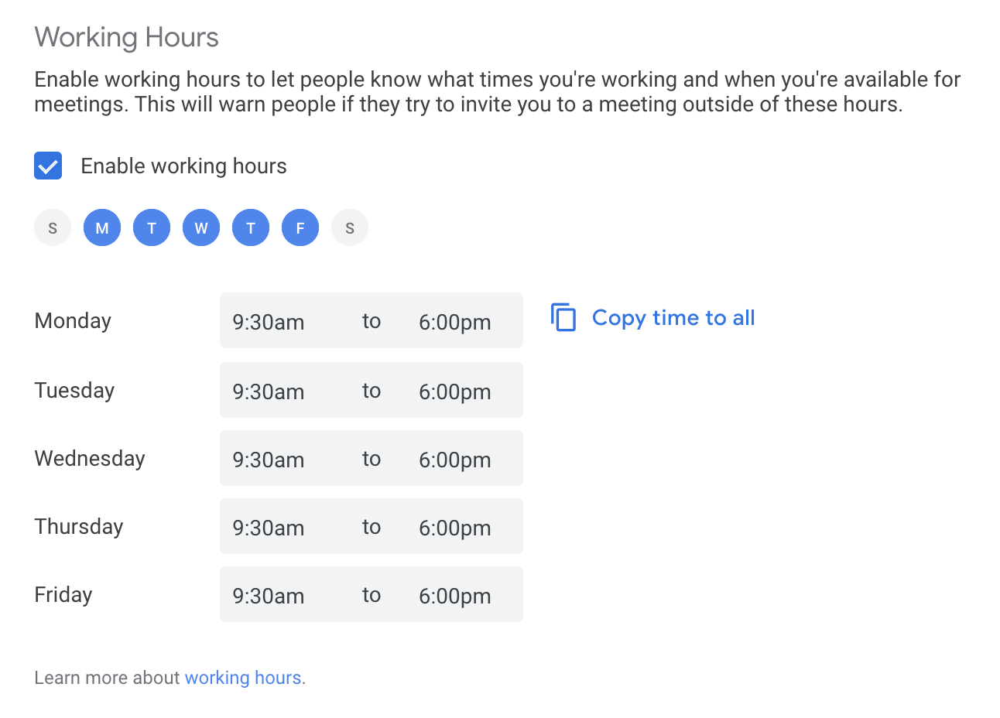 Working Hours
Enable working hours to let people know what times you're working and when you're available for
meetings. This will warn people if they try to invite you to a meeting outside of these hours.
Enable working hours
S M T W T F S
Monday 9:30am to 6:00pm Copy time to all
Tuesday 9:30am to 6:00pm
Wednesday 9:30am to 6:00pm
Thursday 9:30am to 6:00pm
Friday 9:30am to 6:00pm
Learn more about working hours.